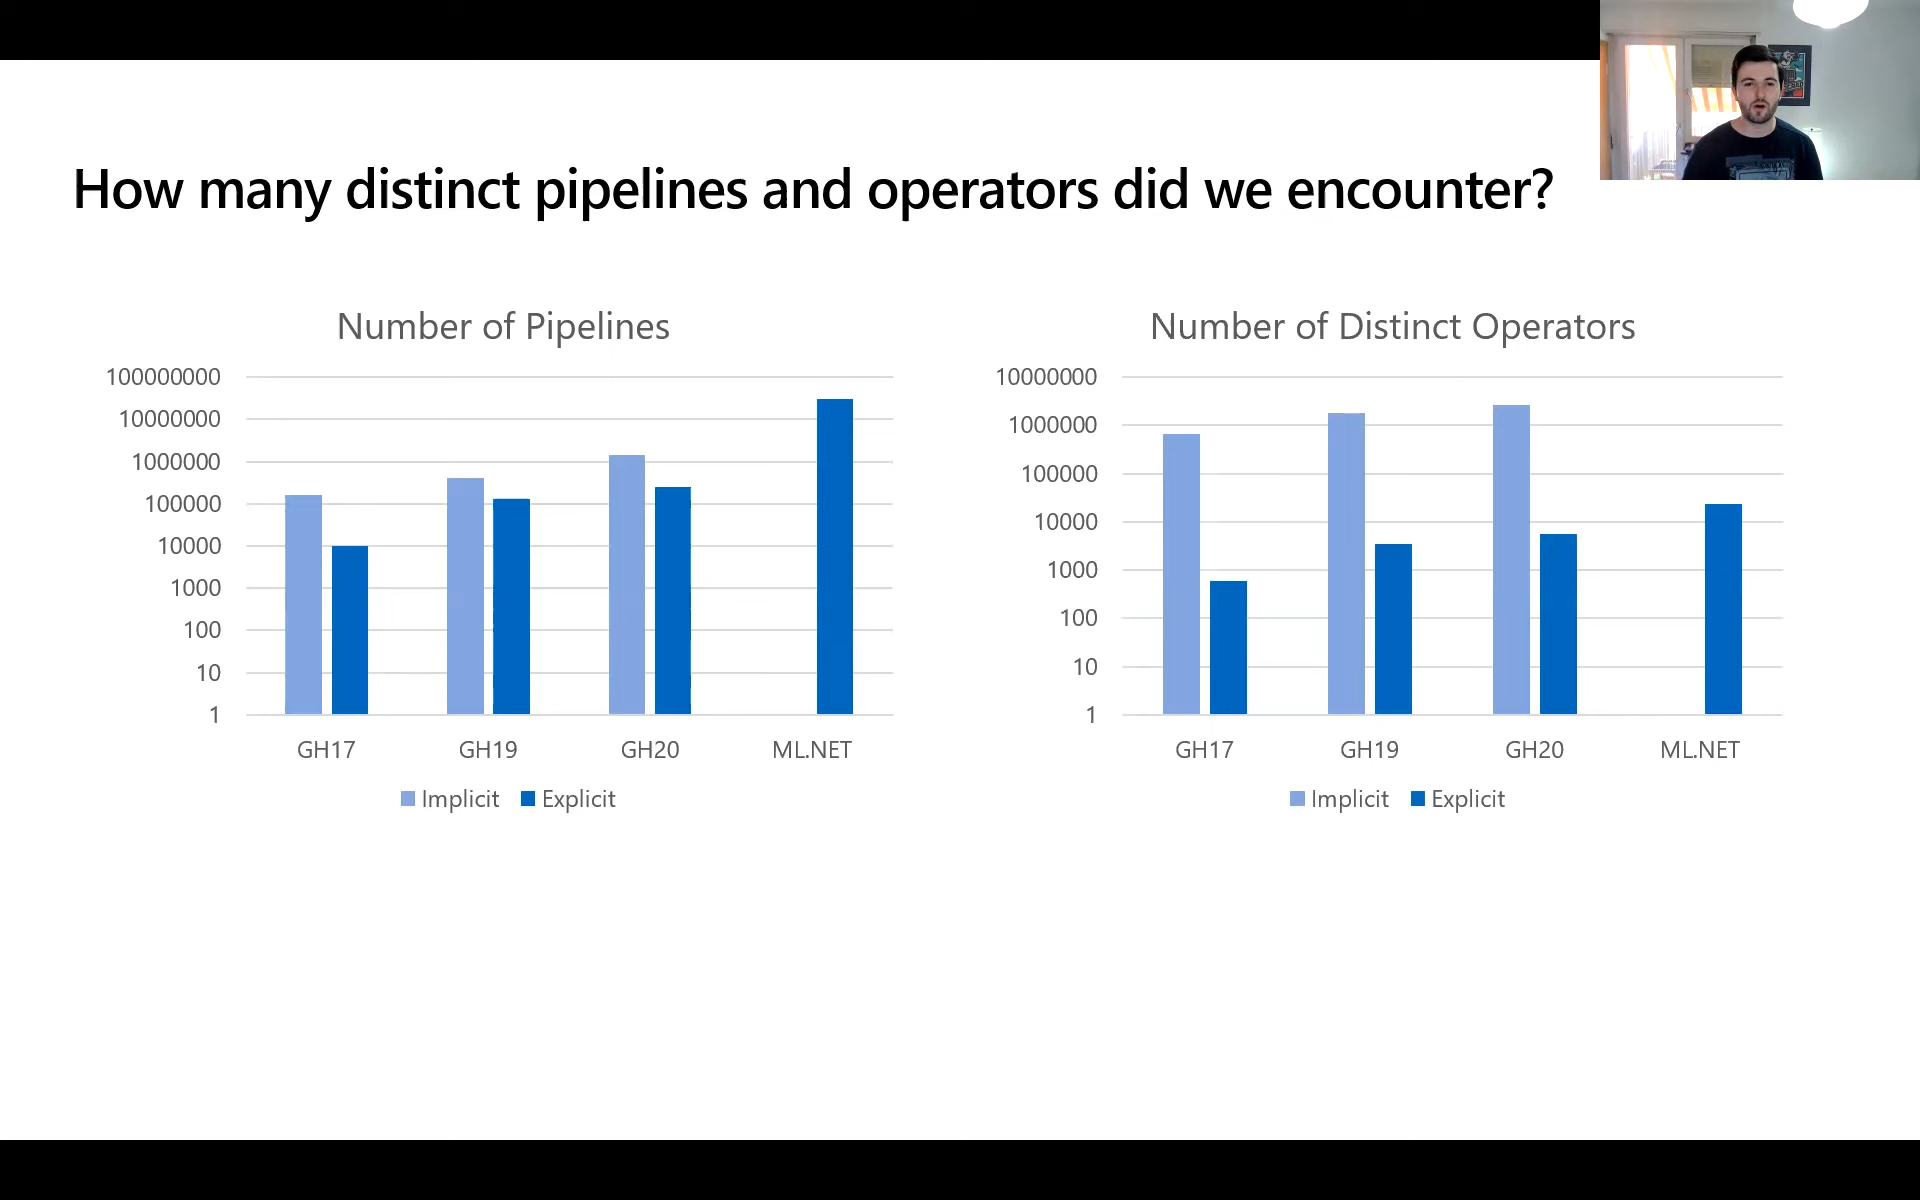 How many distinct pipelines and operators did we encounter?
Number of Pipelines
100000000
10000000
1000000
100000
10000
1000
100
10
1
GH17 GH19 GH20 ML.NET
Implicit Explicit
Number of Distinct Operators
10000000
1000000
100000
10000
1000
100
10
1
GH17 GH19 GH20 ML.NET
Implicit Explicit